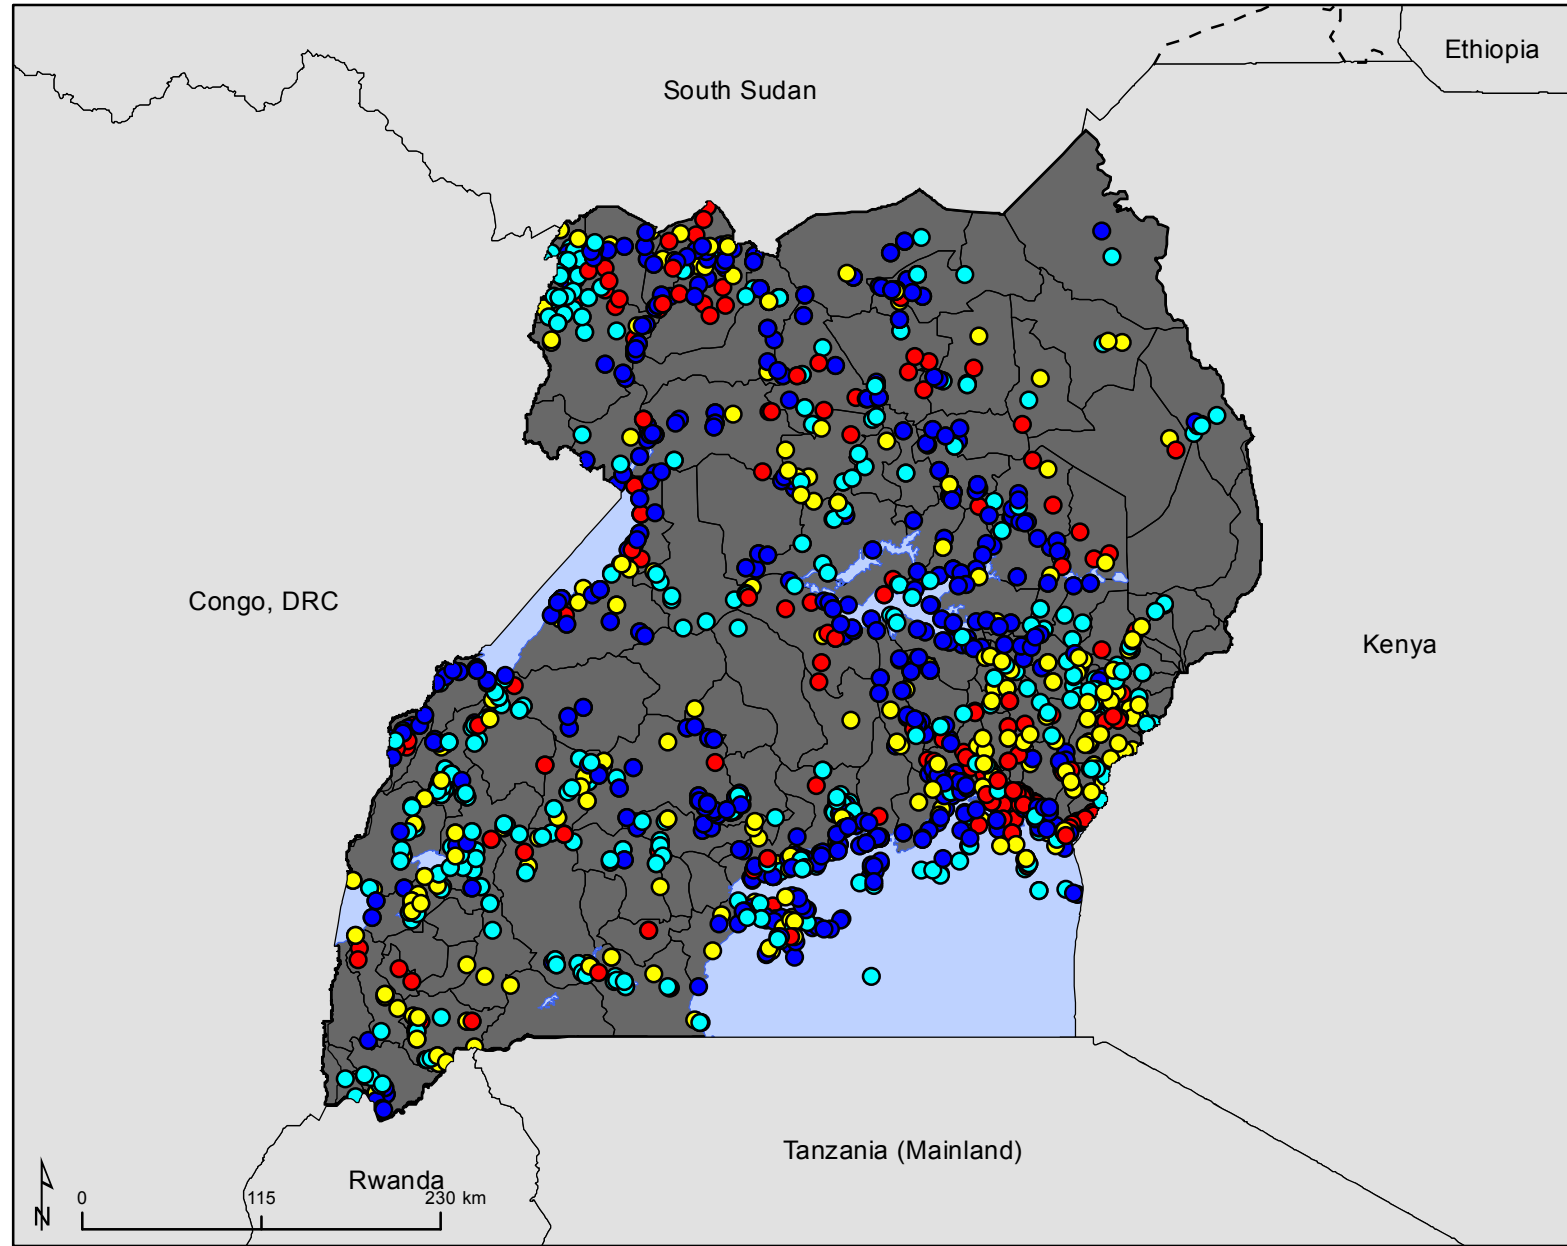 Ethiopia
South Sudan
Congo, DRC
Kenya
Tanzania (Mainland)
Rwanda
0 115 230 km
N